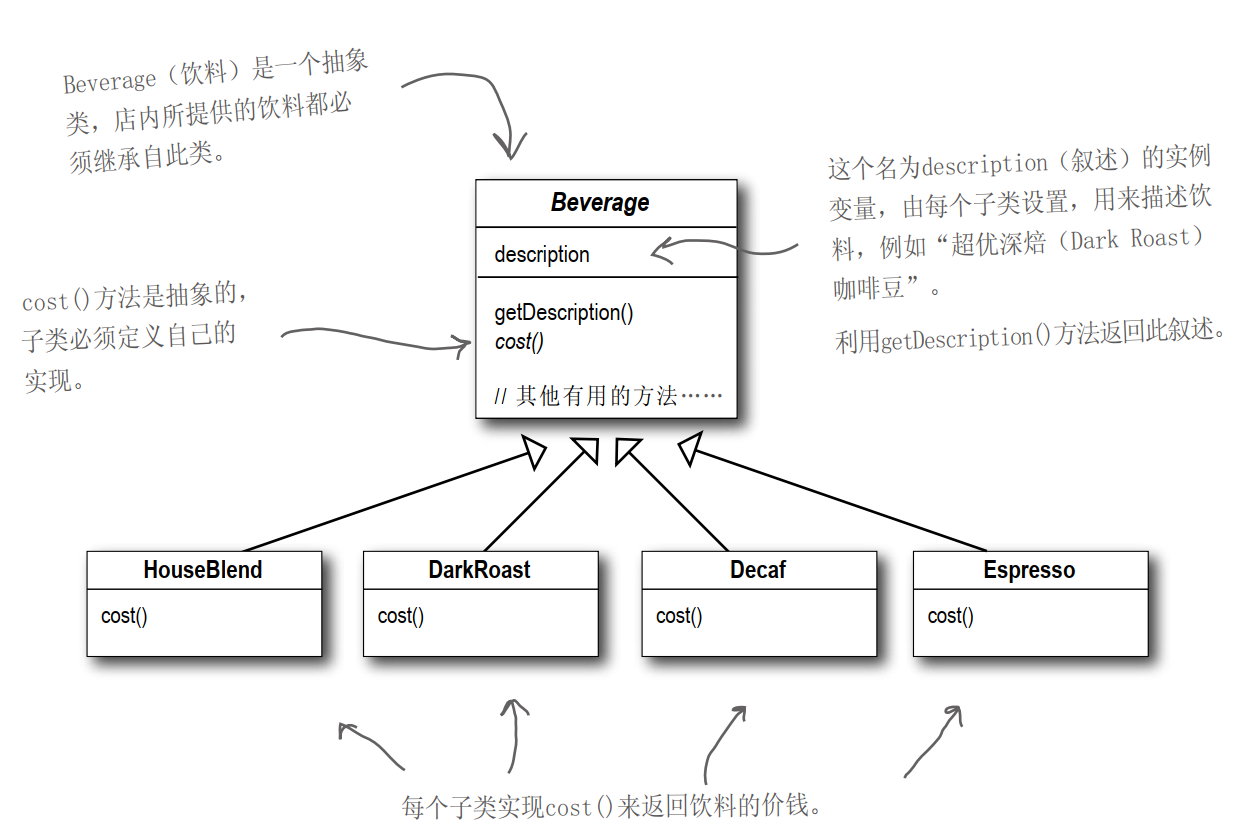 Beverage（饮料）是一个抽象
类，店内所提供的饮料都必
须继承自此类。
这个名为description（叙述）的实例
变量，由每个子类设置，用来描述饮
料，例如“超优深焙（Dark Roast）
咖啡豆”。
利用getDescription()方法返回此叙述。
cost()方法是抽象的，
子类必须定义自己的
实现。
Beverage
description
getDescription()
cost()
// 其他有用的方法……
HouseBlend
cost()
DarkRoast
cost()
Decaf
cost()
Espresso
cost()
每个子类实现cost()来返回饮料的价钱。